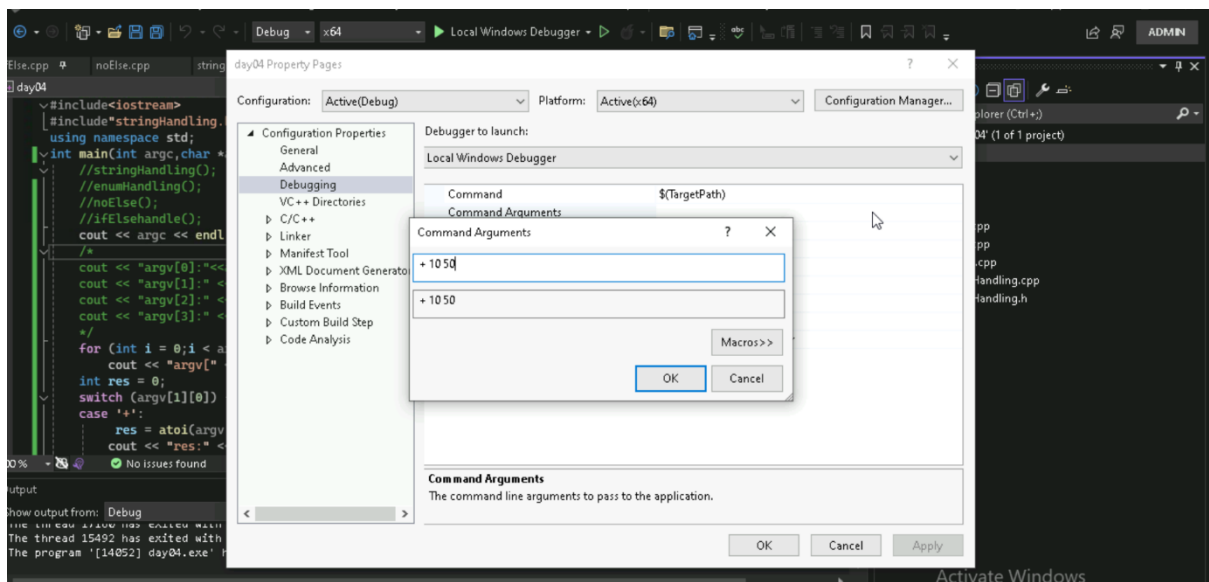 Debug x64 Local Windows Debugger ADMIN
Else.cpp noElse.cpp string
day04
#include<iostream>
#include"stringHandling.
using namespace std;
int main(int argc,char *
//stringHandling();
//enumHandling();
//noElse();
//ifElsehandle();
cout << argc << endl
/*
cout << "argv[0]:"<<
cout << "argv[1]:" <
cout << "argv[2]:" <
cout << "argv[3]:" <
*/
for (int i = 0;i < a
cout << "argv["
int res = 0;
switch (argv[1][0])
case '+':
res = atoi(argv
cout << "res:" <
No issues found
utput
Show output from: Debug
The thread 15492 has exited with
The program '[14052] day04.exe' h
day04 Property Pages ? ×
Configuration: Active(Debug) Platform: Active(x64) Configuration Manager...
Configuration Properties
General
Advanced
Debugging
VC++ Directories
C/C++
Linker
Manifest Tool
XML Document Generato
Browse Information
Build Events
Custom Build Step
Code Analysis
Debugger to launch:
Local Windows Debugger
Command $(TargetPath)
Command Arguments
Command Arguments ? ×
+ 10 50
+ 10 50
Macros>>
OK Cancel
Command Arguments
The command line arguments to pass to the application.
OK Cancel Apply
plorer (Ctrl+;)
04' (1 of 1 project)
pp
pp
.cpp
Handling.cpp
Handling.h
Activate Windows